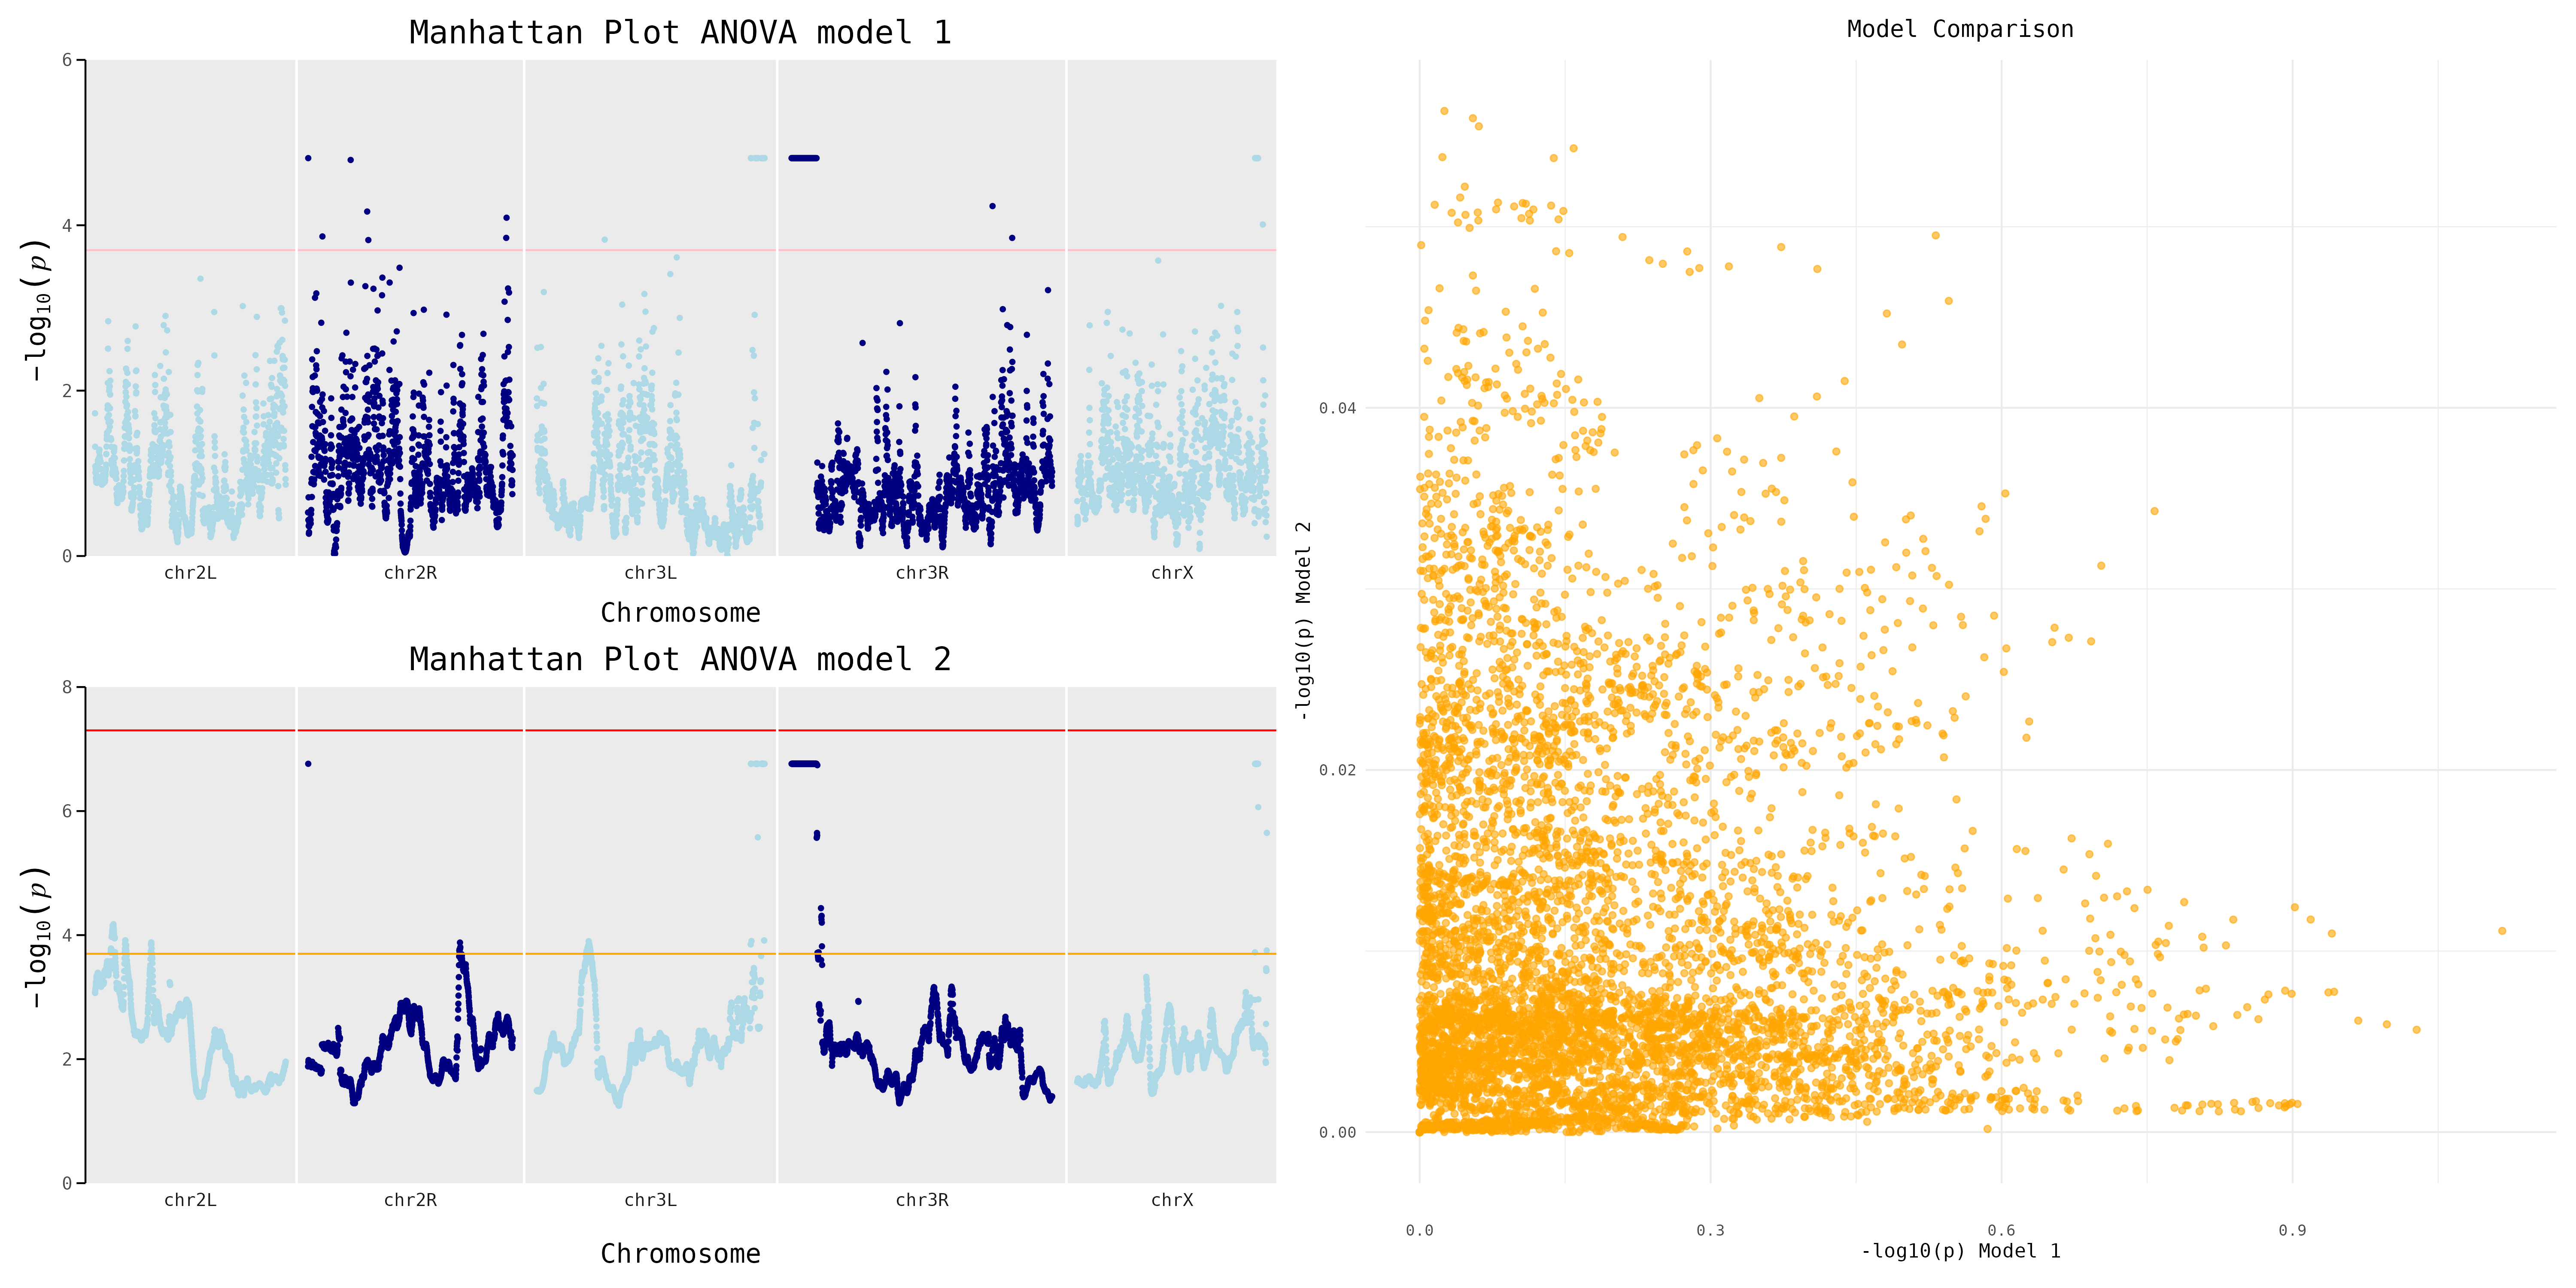 Manhattan Plot ANOVA model 1
6
4
2
0
−log10(p)
chr2L chr2R chr3L chr3R chrX
Chromosome
Manhattan Plot ANOVA model 2
8
6
4
2
0
−log10(p)
chr2L chr2R chr3L chr3R chrX
Chromosome
Model Comparison
-log10(p) Model 2
0.04
0.02
0.00
0.0 0.3 0.6 0.9
-log10(p) Model 1